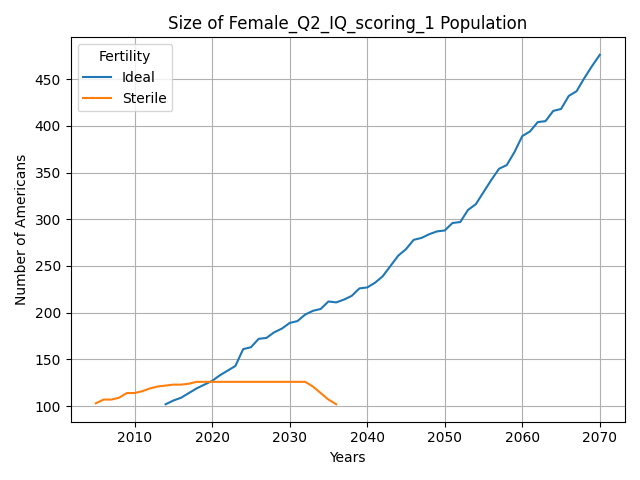 Size of Female_Q2_IQ_scoring_1 Population
Fertility
Ideal
Sterile
Number of Americans
450
400
350
300
250
200
150
100
2010 2020 2030 2040 2050 2060 2070
Years